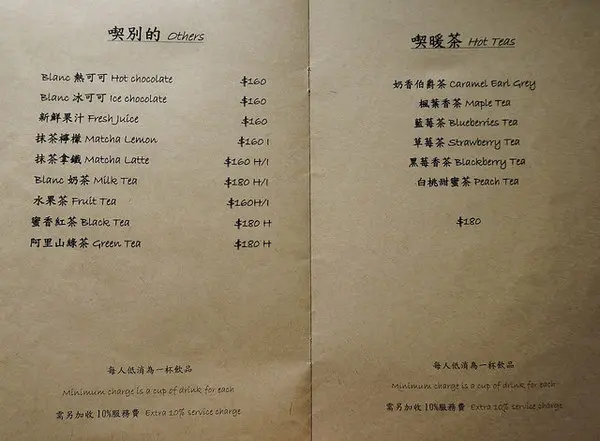 喫別的 Others
Blanc 熱可可 Hot chocolate $160
Blanc 冰可可 Ice chocolate $160
新鮮果汁 Fresh Juice $160
抹茶檸檬 Matcha Lemon $160 I
抹茶拿鐵 Matcha Latte $160 H/I
Blanc 奶茶 Milk Tea $180 H/I
水果茶 Fruit Tea $160H/I
蜜香紅茶 Black Tea $180 H
阿里山綠茶 Green Tea $180 H
每人低消為一杯飲品
Minimum charge is a cup of drink for each
需另加收 10%服務費 Extra 10% service charge
喫暖茶 Hot Teas
奶香伯爵茶 Caramel Earl Grey
楓葉香茶 Maple Tea
藍莓茶 Blueberries Tea
草莓茶 Strawberry Tea
黑莓香茶 Blackberry Tea
白桃甜蜜茶 Peach Tea
$180
每人低消為一杯飲品
Minimum charge is a cup of drink for each
需另加收 10%服務費 Extra 10% service charge